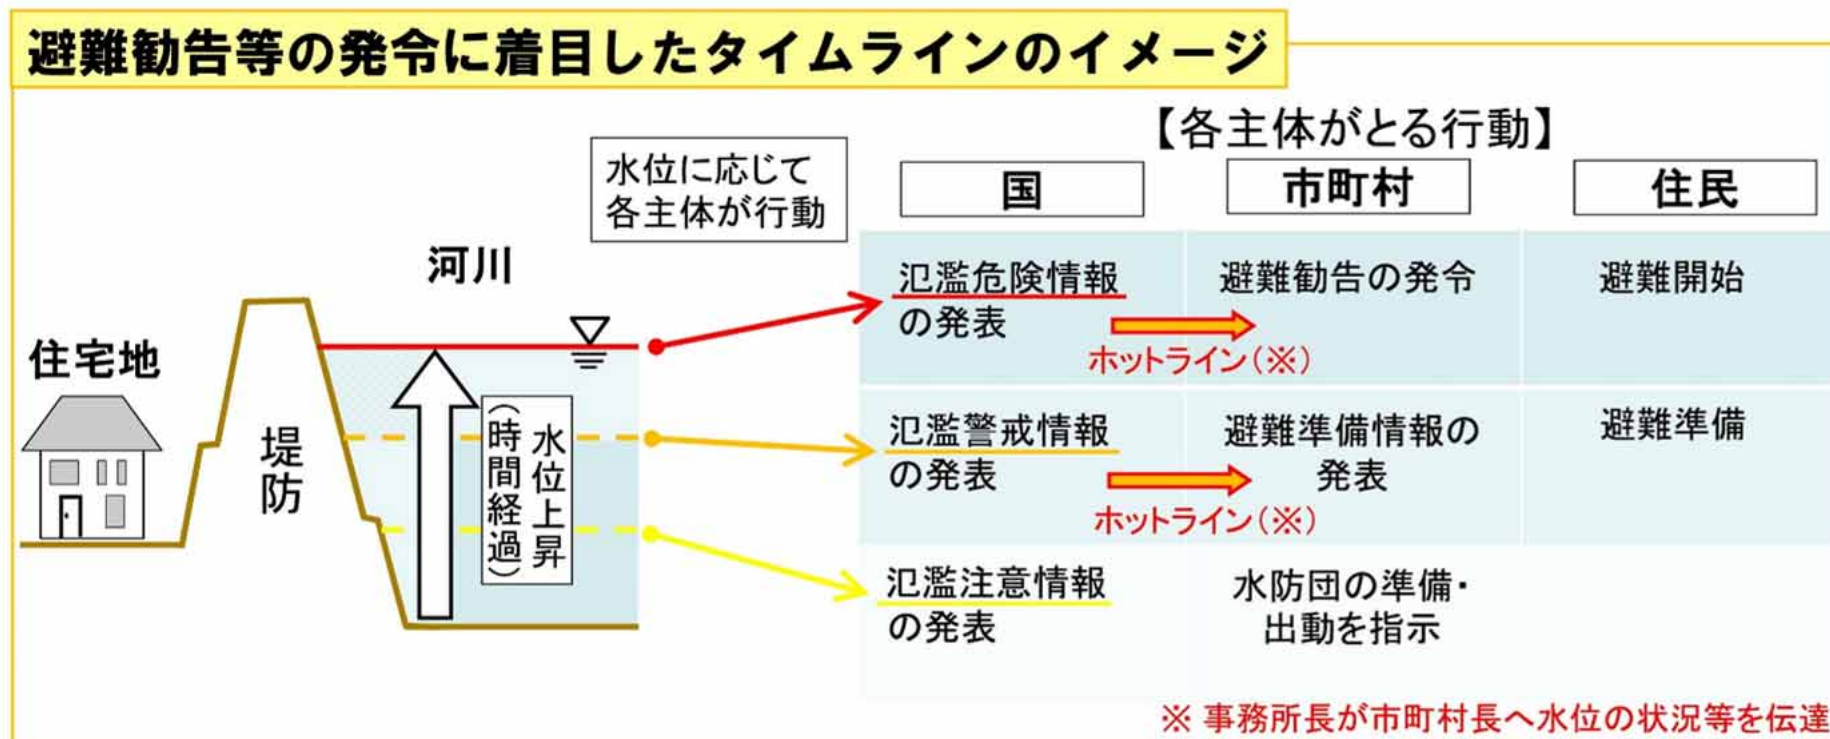 避難勧告等の発令に着目したタイムラインのイメージ
【各主体がとる行動】
水位に応じて
各主体が行動
国
市町村
住民
河川
住宅地
堤防
水位上昇
(時間経過)
氾濫危険情報
の発表
避難勧告の発令
避難開始
ホットライン(※)
氾濫警戒情報
の発表
避難準備情報の
発表
避難準備
ホットライン(※)
氾濫注意情報
の発表
水防団の準備・
出動を指示
※ 事務所長が市町村長へ水位の状況等を伝達